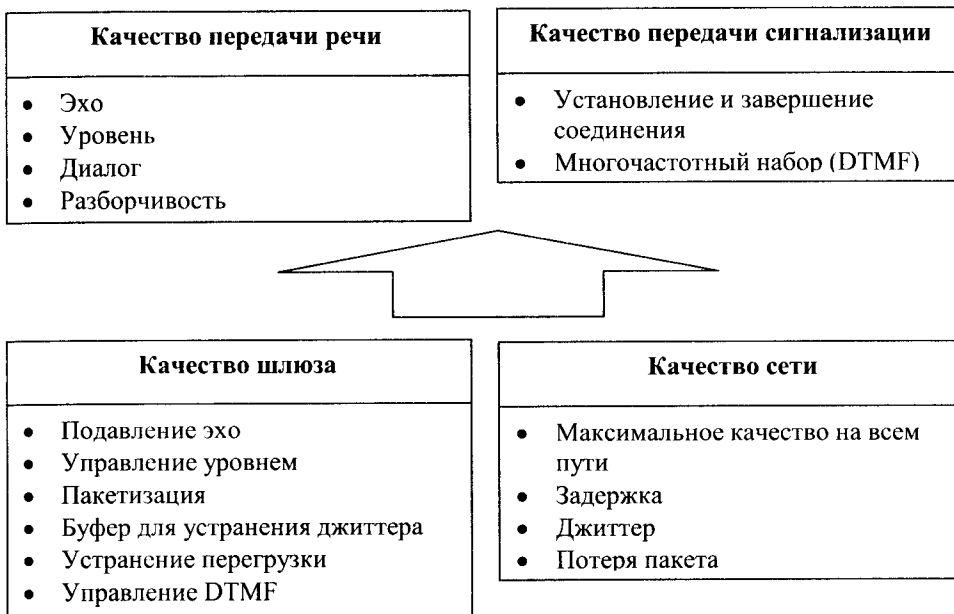 Качество передачи речи
• Эхо
• Уровень
• Диалог
• Разборчивость
Качество передачи сигнализации
• Установление и завершение
соединения
• Многочастотный набор (DTMF)
Качество шлюза
• Подавление эхо
• Управление уровнем
• Пакетизация
• Буфер для устранения джиттера
• Устранение перегрузки
• Управление DTMF
Качество сети
• Максимальное качество на всем
пути
• Задержка
• Джиттер
• Потеря пакета